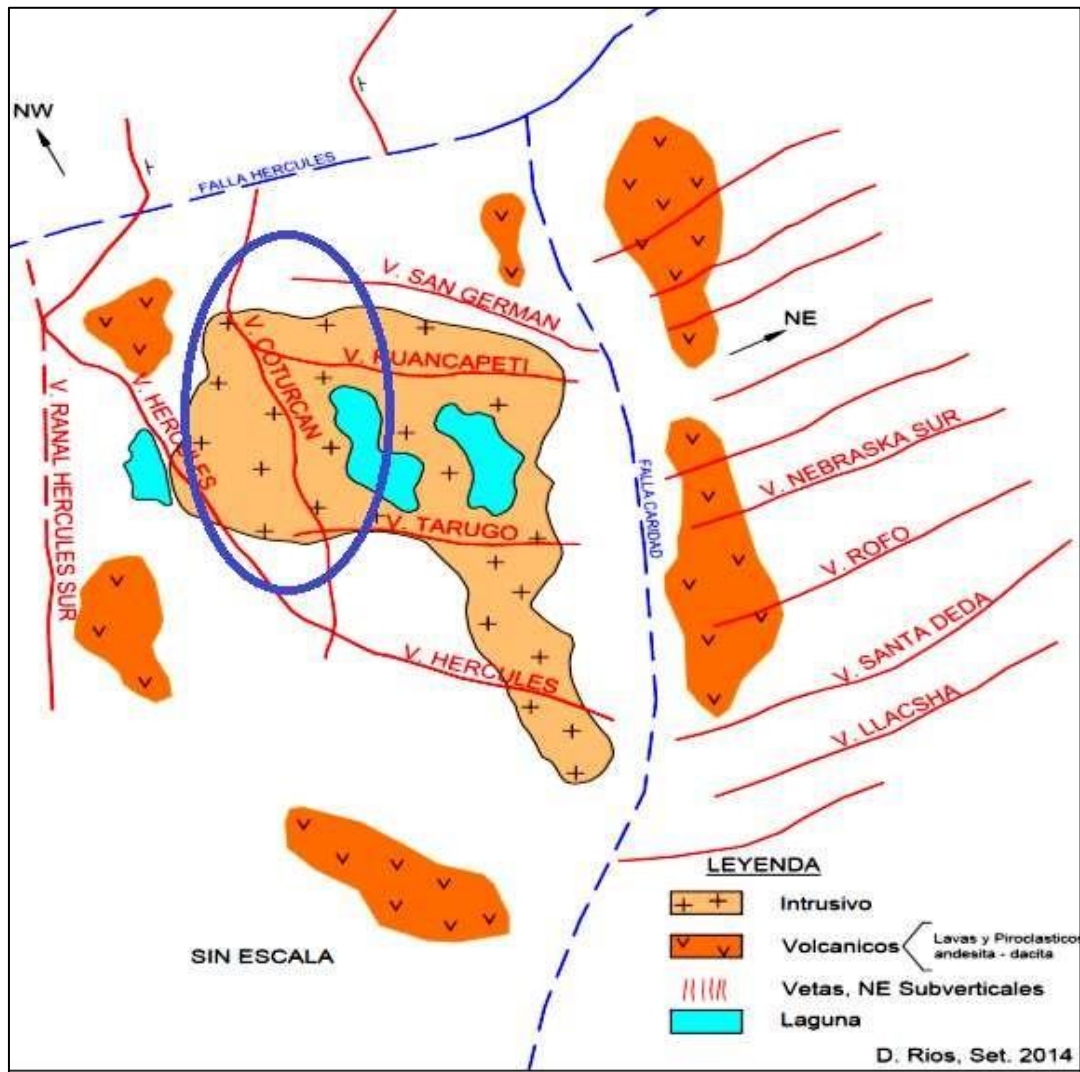 NW
FALLA HERCULES
V. SAN GERMAN
NE
V. HUANCAPETI
V. COTURCAN
V. HERCULES
V. RANAL HERCULES SUR
V. NEBRASKA SUR
FALLA CARIDAD
V. TARUGO
V. ROFO
V. SANTA DEDA
V. HERCULES
V. LLACSHA
LEYENDA
Intrusivo
Volcanicos
Lavas y Piroclasticos
andesita - dacita
SIN ESCALA
Vetas, NE Subverticales
Laguna
D. Rios, Set. 2014